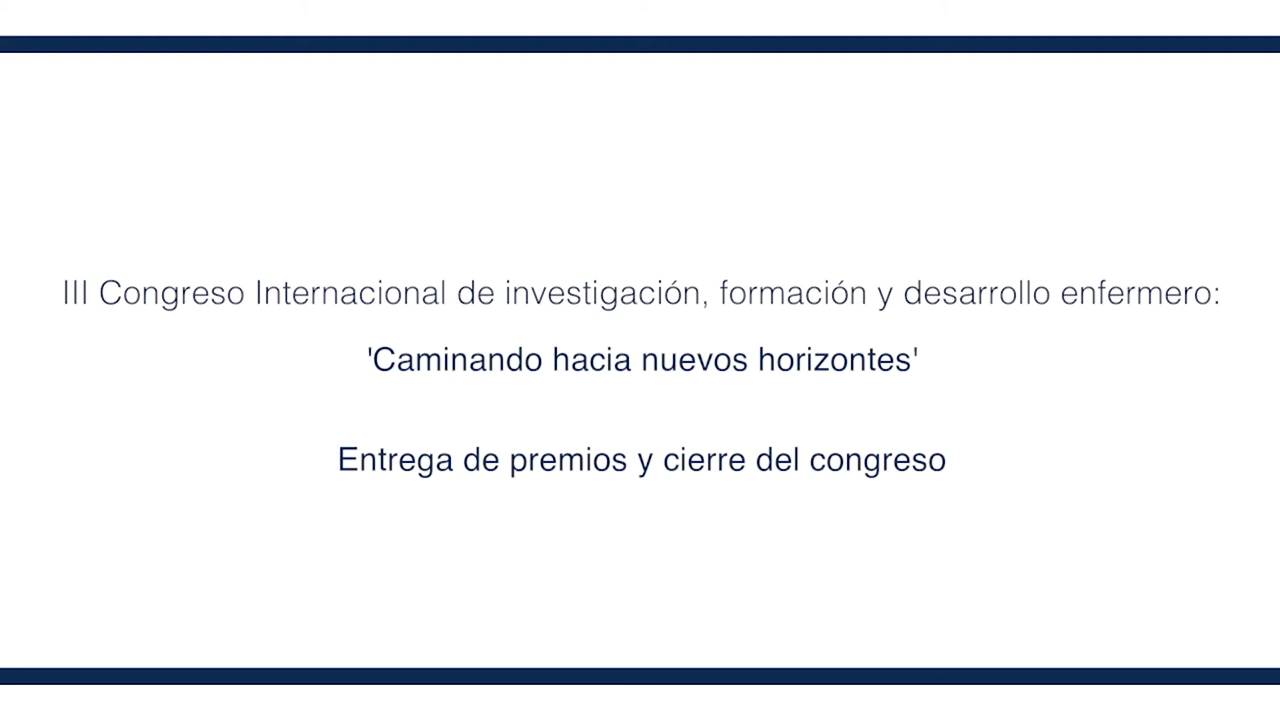 III Congreso Internacional de investigación, formación y desarrollo enfermero:
'Caminando hacia nuevos horizontes'
Entrega de premios y cierre del congreso